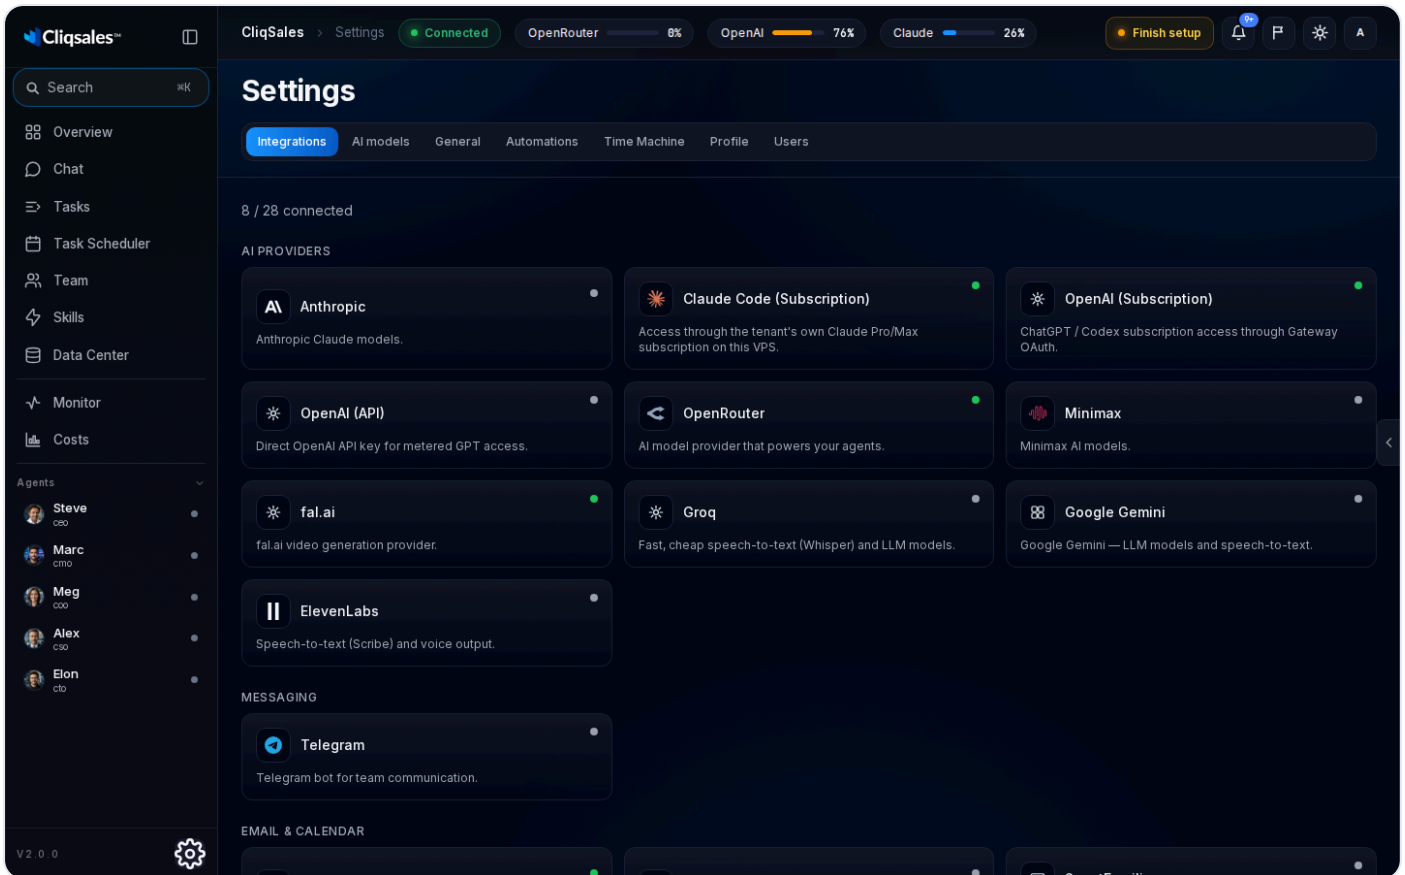 Cliqsales™
Search ⌘K
Overview
Chat
Tasks
Task Scheduler
Team
Skills
Data Center
Monitor
Costs
Agents
Steve
ceo
Marc
cmo
Meg
coo
Alex
cso
Elon
cto
V2.0.0
CliqSales › Settings
Connected
OpenRouter 0%
OpenAI 76%
Claude 26%
Finish setup
9+
A
Settings
Integrations AI models General Automations Time Machine Profile Users
8 / 28 connected
AI PROVIDERS
Anthropic
Anthropic Claude models.
Claude Code (Subscription)
Access through the tenant's own Claude Pro/Max
subscription on this VPS.
OpenAI (Subscription)
ChatGPT / Codex subscription access through Gateway
OAuth.
OpenAI (API)
Direct OpenAI API key for metered GPT access.
OpenRouter
AI model provider that powers your agents.
Minimax
Minimax AI models.
fal.ai
fal.ai video generation provider.
Groq
Fast, cheap speech-to-text (Whisper) and LLM models.
Google Gemini
Google Gemini — LLM models and speech-to-text.
ElevenLabs
Speech-to-text (Scribe) and voice output.
MESSAGING
Telegram
Telegram bot for team communication.
EMAIL & CALENDAR